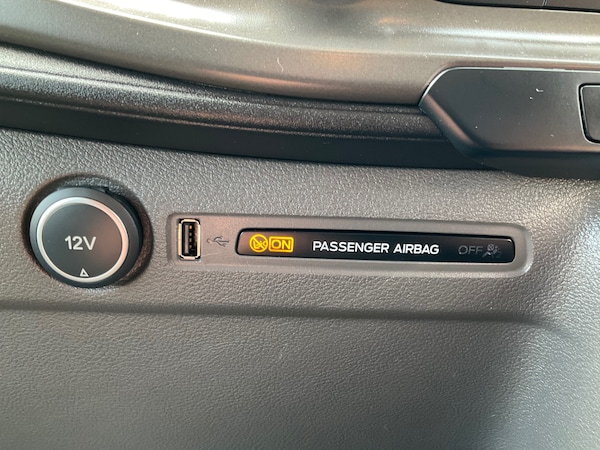 12V
ON PASSENGER AIRBAG OFF